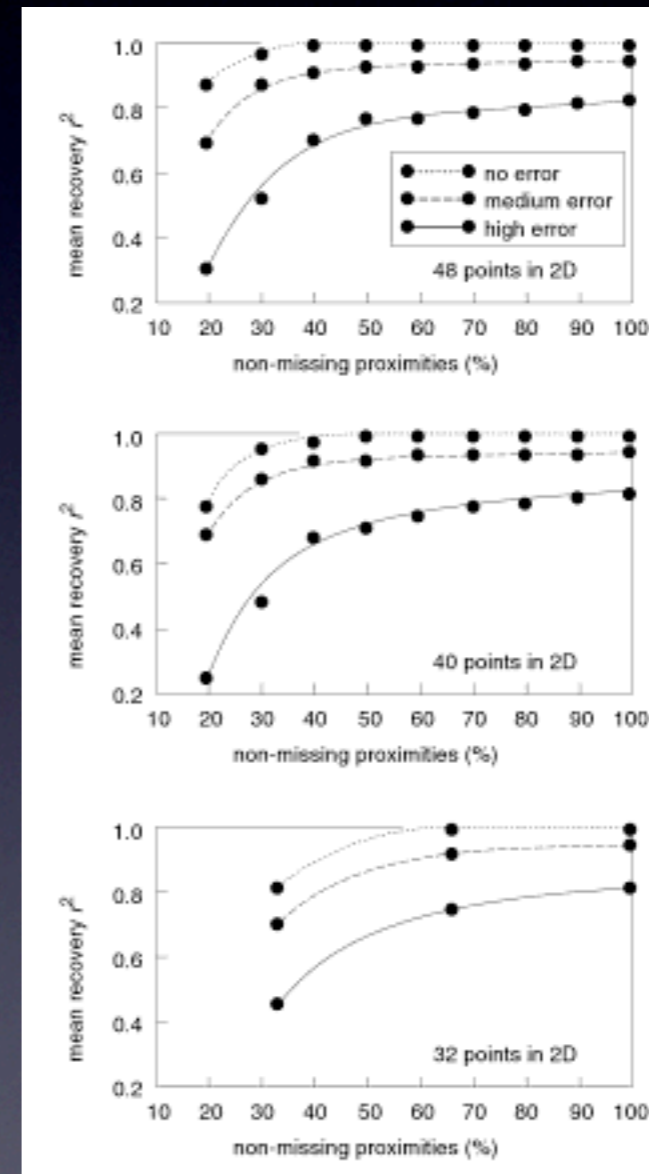 1.0
0.8
0.6
0.4
0.2
mean recovery r²
no error
medium error
high error
48 points in 2D
10 20 30 40 50 60 70 80 90 100
non-missing proximities (%)
1.0
0.8
0.6
0.4
0.2
mean recovery r²
40 points in 2D
10 20 30 40 50 60 70 80 90 100
non-missing proximities (%)
1.0
0.8
0.6
0.4
0.2
mean recovery r²
32 points in 2D
10 20 30 40 50 60 70 80 90 100
non-missing proximities (%)